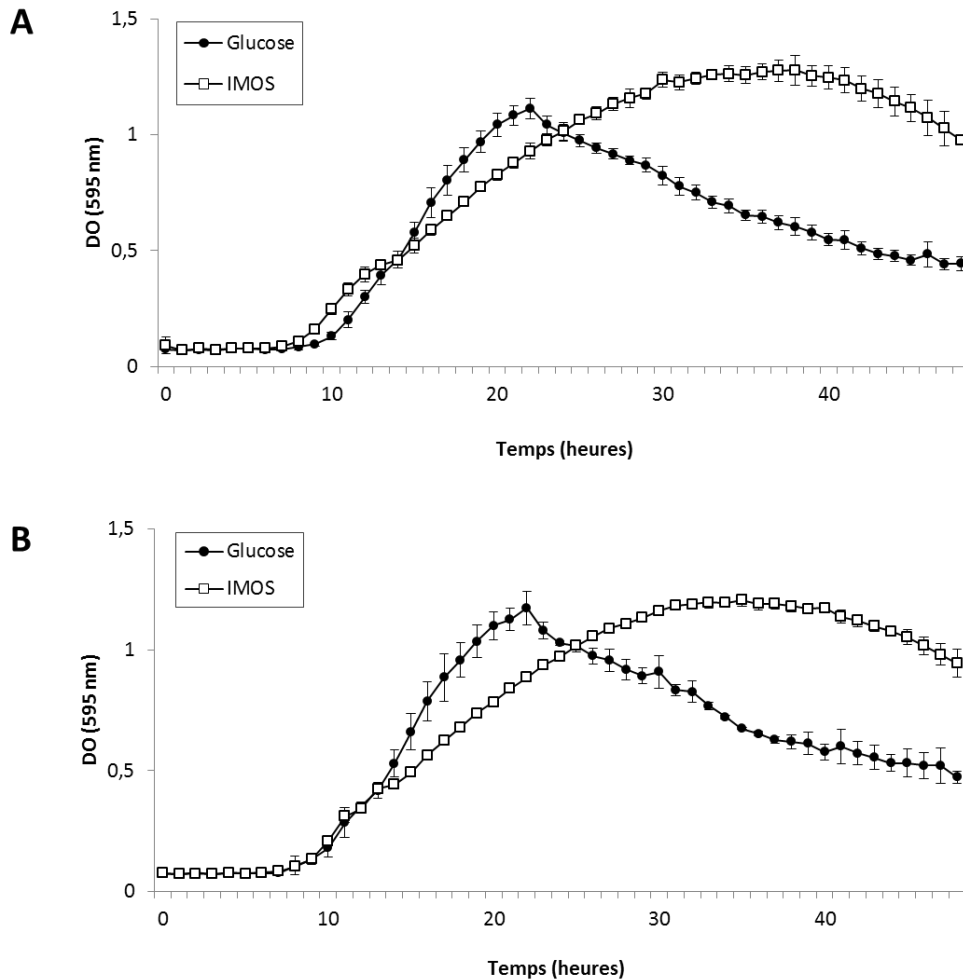 A
1,5
Glucose
IMOS
1
DO (595 nm)
0,5
0
0 10 20 30 40
Temps (heures)
B
1,5
Glucose
IMOS
1
DO (595 nm)
0,5
0
0 10 20 30 40
Temps (heures)